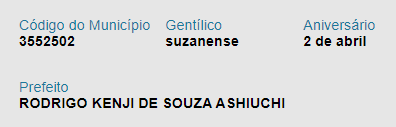 Código do Município Gentílico Aniversário
3552502 suzanense 2 de abril
Prefeito
RODRIGO KENJI DE SOUZA ASHIUCHI